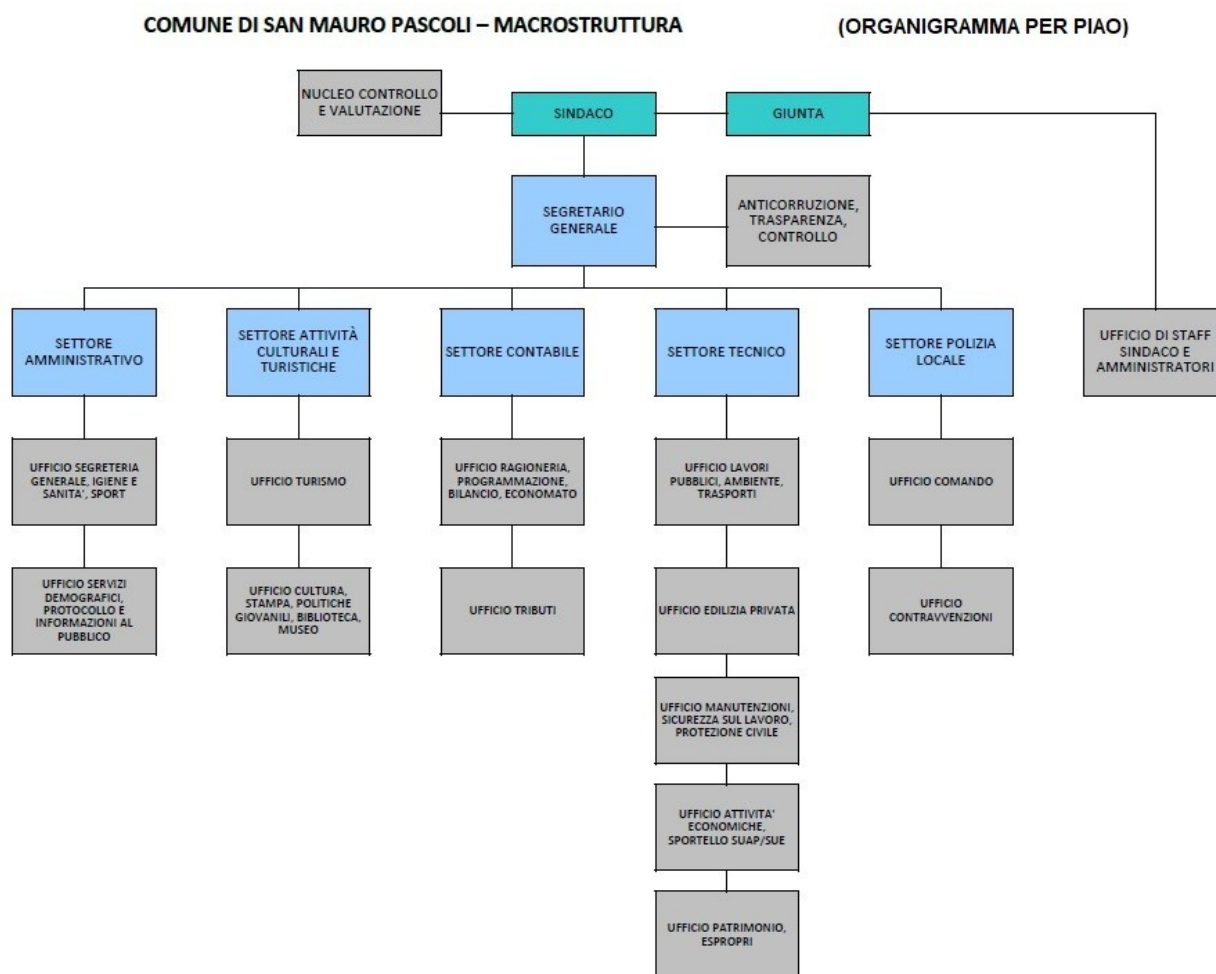 COMUNE DI SAN MAURO PASCOLI – MACROSTRUTTURA
(ORGANIGRAMMA PER PIAO)
NUCLEO CONTROLLO
E VALUTAZIONE
SINDACO
GIUNTA
SEGRETARIO
GENERALE
ANTICORRUZIONE,
TRASPARENZA,
CONTROLLO
SETTORE
AMMINISTRATIVO
SETTORE ATTIVITÀ
CULTURALI E
TURISTICHE
SETTORE CONTABILE
SETTORE TECNICO
SETTORE POLIZIA
LOCALE
UFFICIO DI STAFF
SINDACO E
AMMINISTRATORI
UFFICIO SEGRETERIA
GENERALE, IGIENE E
SANITA', SPORT
UFFICIO TURISMO
UFFICIO RAGIONERIA,
PROGRAMMAZIONE,
BILANCIO, ECONOMATO
UFFICIO LAVORI
PUBBLICI, AMBIENTE,
TRASPORTI
UFFICIO COMANDO
UFFICIO SERVIZI
DEMOGRAFICI,
PROTOCOLLO E
INFORMAZIONI AL
PUBBLICO
UFFICIO CULTURA,
STAMPA, POLITICHE
GIOVANILI, BIBLIOTECA,
MUSEO
UFFICIO TRIBUTI
UFFICIO EDILIZIA PRIVATA
UFFICIO
CONTRAVVENZIONI
UFFICIO MANUTENZIONI,
SICUREZZA SUL LAVORO,
PROTEZIONE CIVILE
UFFICIO ATTIVITA'
ECONOMICHE,
SPORTELLO SUAP/SUE
UFFICIO PATRIMONIO,
ESPROPRI